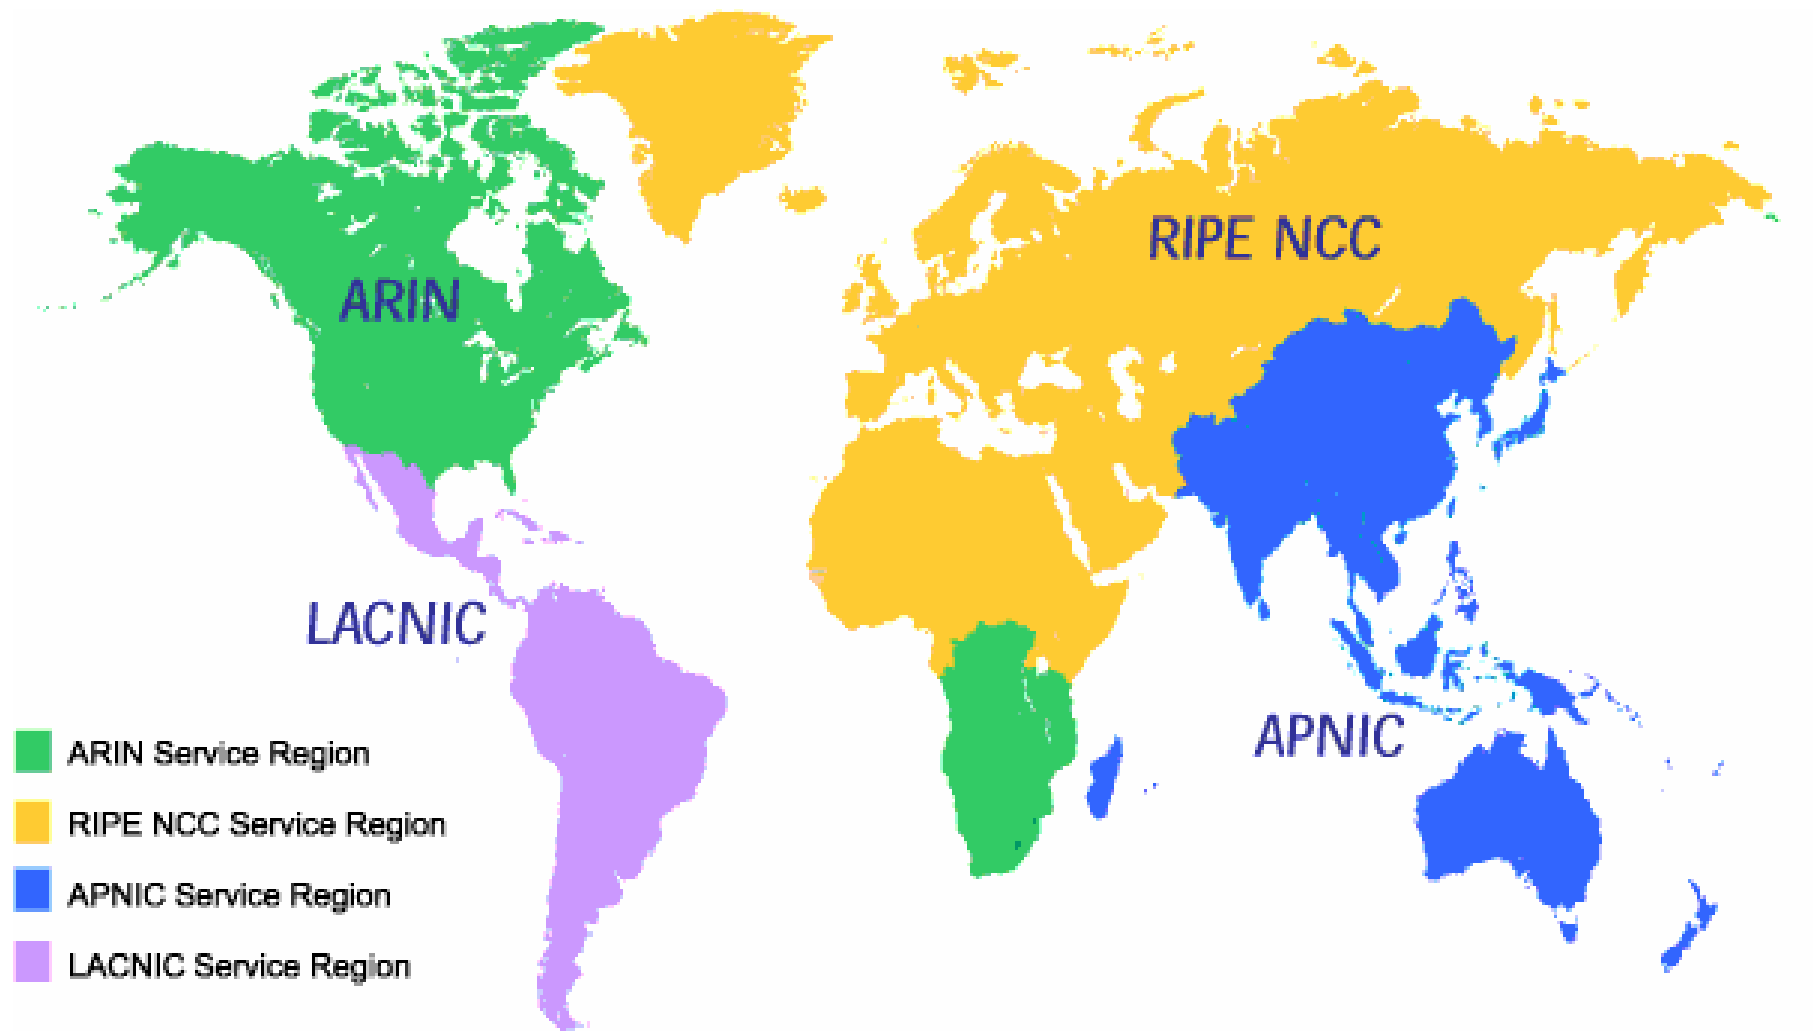 RIPE NCC
ARIN
LACNIC
APNIC
ARIN Service Region
RIPE NCC Service Region
APNIC Service Region
LACNIC Service Region